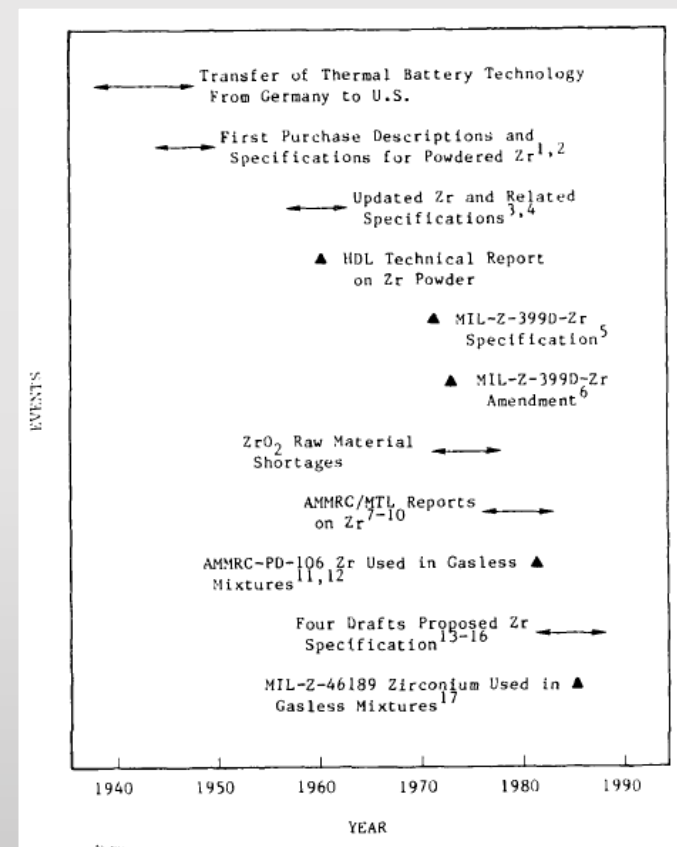 Transfer of Thermal Battery Technology
From Germany to U.S.
First Purchase Descriptions and
Specifications for Powdered Zr1,2
Updated Zr and Related
Specifications3,4
HDL Technical Report
on Zr Powder
MIL-Z-399D-Zr
Specification5
MIL-Z-399D-Zr
Amendment6
EVENTS
ZrO2 Raw Material
Shortages
AMMRC/MTL Reports
on Zr7-10
AMMRC-PD-106 Zr Used in Gasless
Mixtures11,12
Four Drafts Proposed Zr
Specification13-16
MIL-Z-46189 Zirconium Used in
Gasless Mixtures17
1940 1950 1960 1970 1980 1990
YEAR